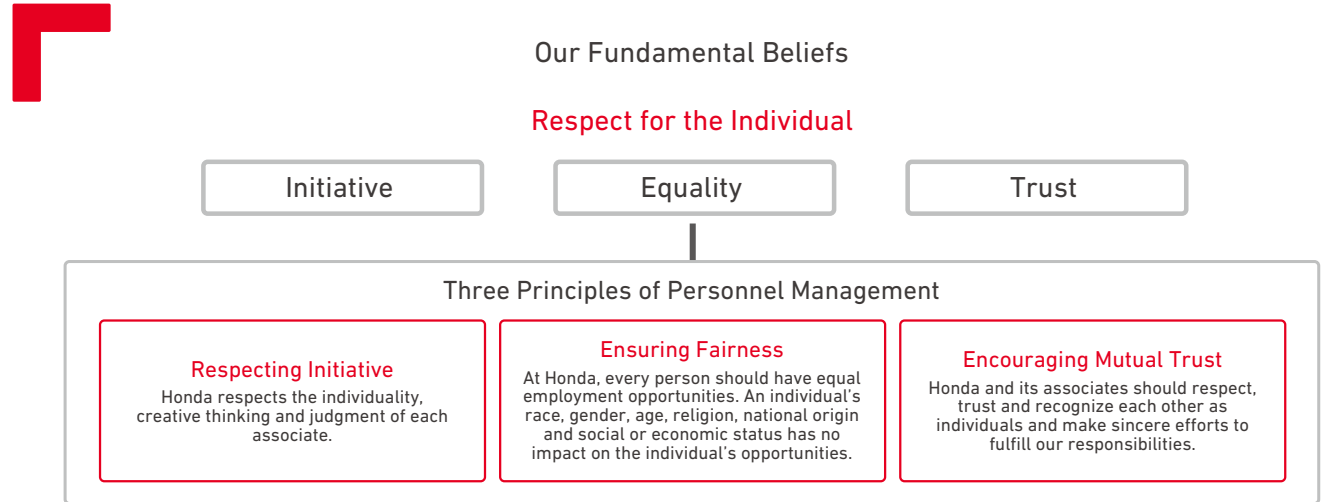 Our Fundamental Beliefs
Respect for the Individual
Initiative
Equality
Trust
Three Principles of Personnel Management
Respecting Initiative
Honda respects the individuality,
creative thinking and judgment of each
associate.
Ensuring Fairness
At Honda, every person should have equal
employment opportunities. An individual's
race, gender, age, religion, national origin
and social or economic status has no
impact on the individual's opportunities.
Encouraging Mutual Trust
Honda and its associates should respect,
trust and recognize each other as
individuals and make sincere efforts to
fulfill our responsibilities.